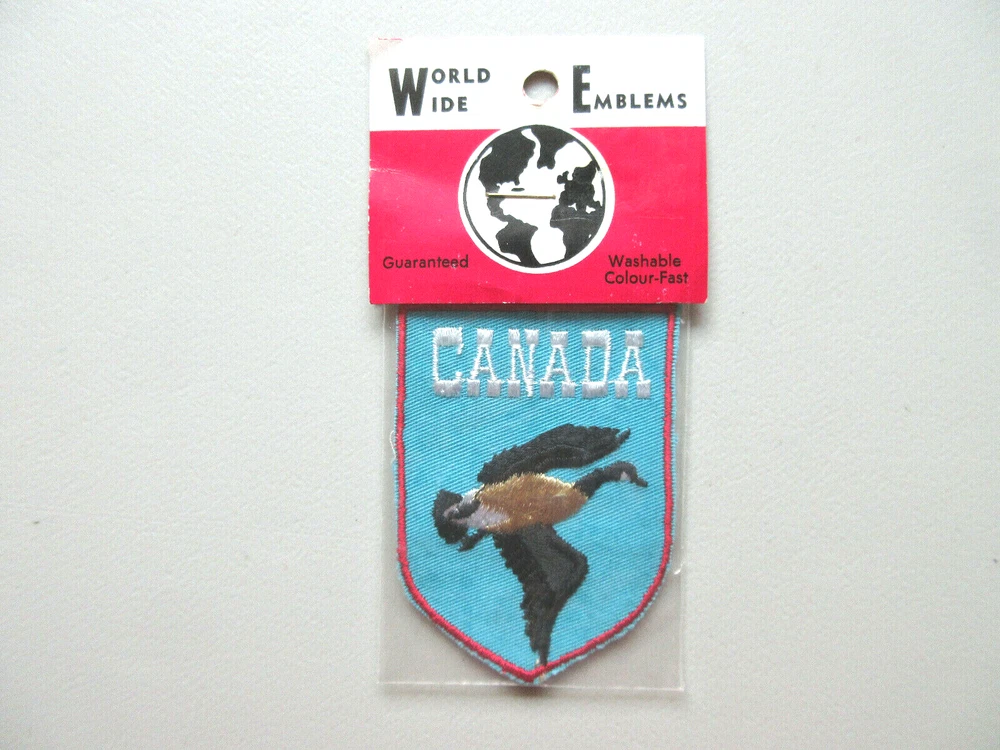 WORLD WIDE
EMBLEMS
Guaranteed
Washable
Colour-Fast
CANADA